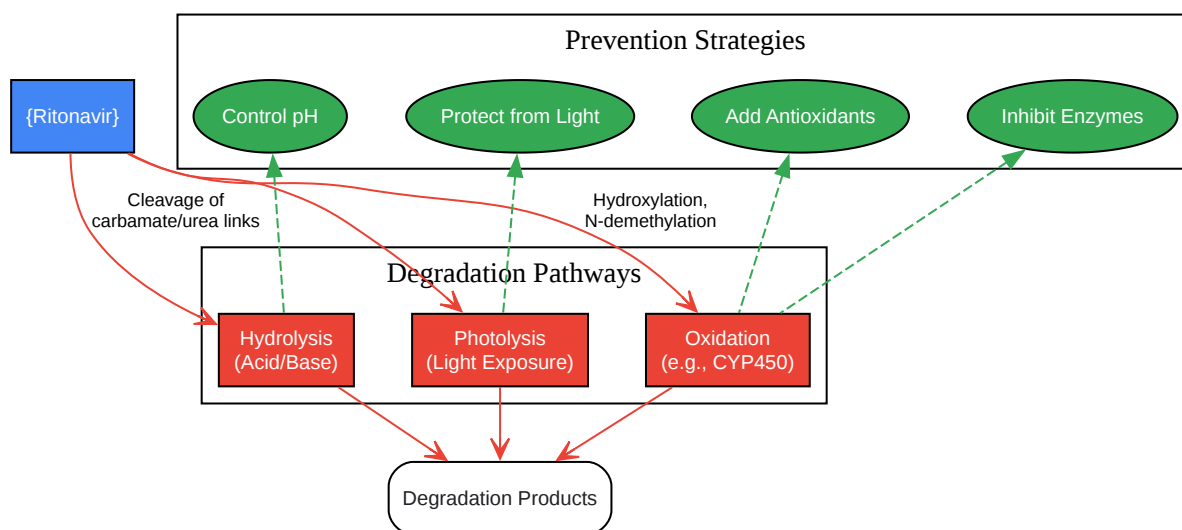 Prevention Strategies
{Ritonavir}
Control pH
Protect from Light
Add Antioxidants
Inhibit Enzymes
Cleavage of
carbamate/urea links
Hydroxylation,
N-demethylation
Degradation Pathways
Hydrolysis
(Acid/Base)
Photolysis
(Light Exposure)
Oxidation
(e.g., CYP450)
Degradation Products